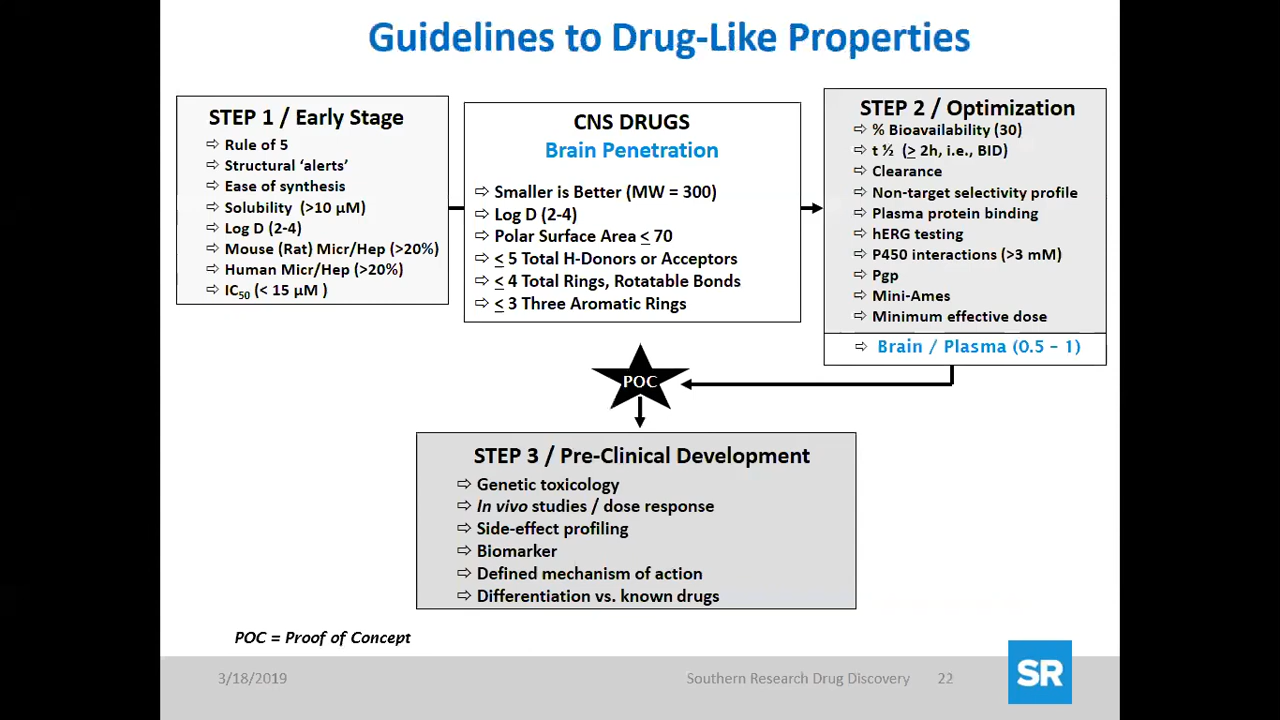 Guidelines to Drug-Like Properties
STEP 1 / Early Stage
⇨ Rule of 5
⇨ Structural ‘alerts’
⇨ Ease of synthesis
⇨ Solubility (>10 µM)
⇨ Log D (2-4)
⇨ Mouse (Rat) Micr/Hep (>20%)
⇨ Human Micr/Hep (>20%)
⇨ IC50 (< 15 µM )
CNS DRUGS
Brain Penetration
⇨ Smaller is Better (MW = 300)
⇨ Log D (2-4)
⇨ Polar Surface Area ≤ 70
⇨ ≤ 5 Total H-Donors or Acceptors
⇨ ≤ 4 Total Rings, Rotatable Bonds
⇨ ≤ 3 Three Aromatic Rings
STEP 2 / Optimization
⇨ % Bioavailability (30)
⇨ t ½ (≥ 2h, i.e., BID)
⇨ Clearance
⇨ Non-target selectivity profile
⇨ Plasma protein binding
⇨ hERG testing
⇨ P450 interactions (>3 mM)
⇨ Pgp
⇨ Mini-Ames
⇨ Minimum effective dose
⇨ Brain / Plasma (0.5 – 1)
POC
STEP 3 / Pre-Clinical Development
⇨ Genetic toxicology
⇨ In vivo studies / dose response
⇨ Side-effect profiling
⇨ Biomarker
⇨ Defined mechanism of action
⇨ Differentiation vs. known drugs
POC = Proof of Concept
3/18/2019
Southern Research Drug Discovery
22
SR